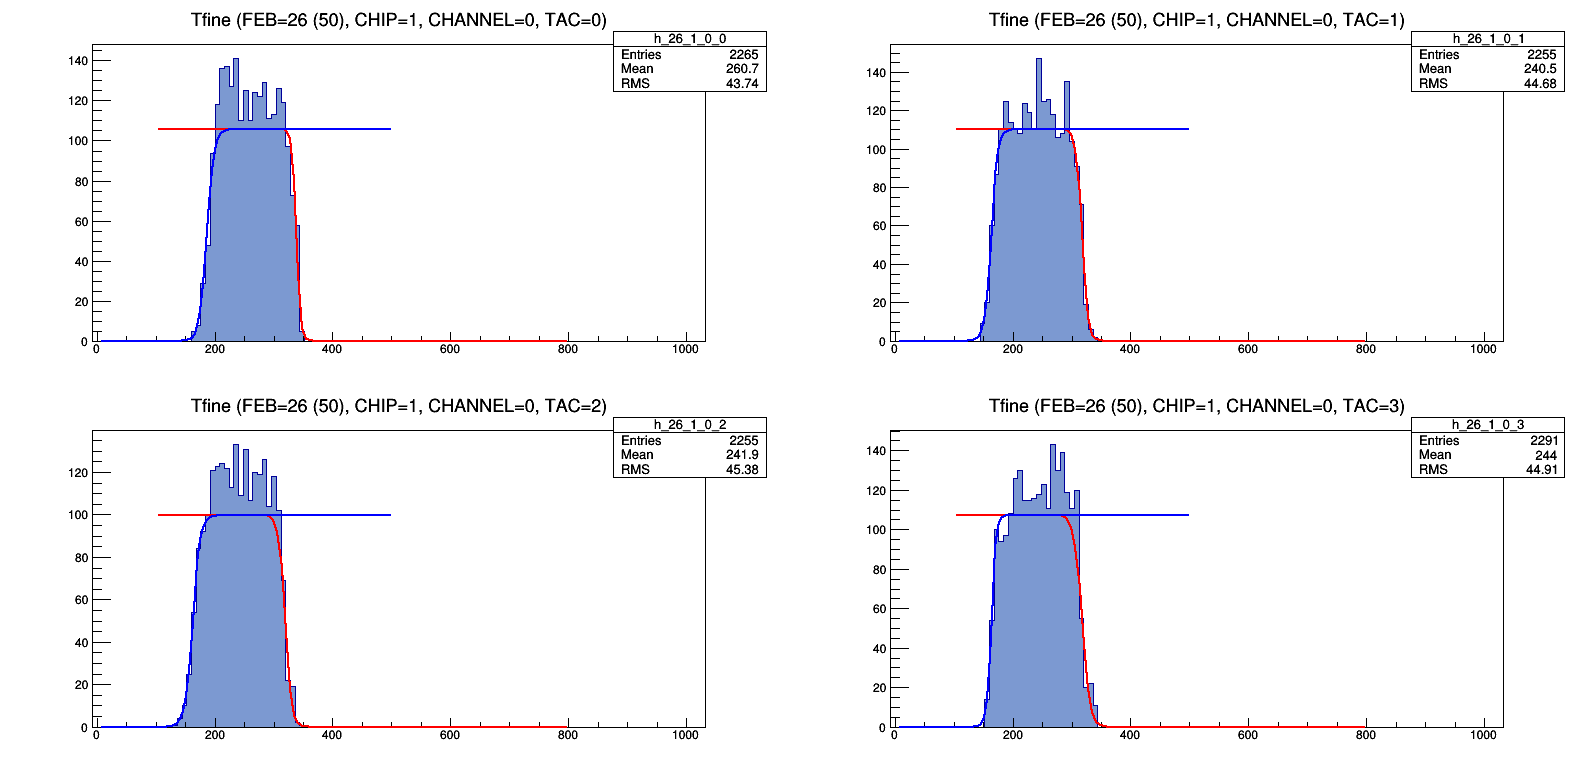 Tfine (FEB=26 (50), CHIP=1, CHANNEL=0, TAC=0)
h_26_1_0_0
Entries 2265
Mean 260.7
RMS 43.74
140
120
100
80
60
40
20
0
0 200 400 600 800 1000
Tfine (FEB=26 (50), CHIP=1, CHANNEL=0, TAC=1)
h_26_1_0_1
Entries 2255
Mean 240.5
RMS 44.68
140
120
100
80
60
40
20
0
0 200 400 600 800 1000
Tfine (FEB=26 (50), CHIP=1, CHANNEL=0, TAC=2)
h_26_1_0_2
Entries 2255
Mean 241.9
RMS 45.38
120
100
80
60
40
20
0
0 200 400 600 800 1000
Tfine (FEB=26 (50), CHIP=1, CHANNEL=0, TAC=3)
h_26_1_0_3
Entries 2291
Mean 244
RMS 44.91
140
120
100
80
60
40
20
0
0 200 400 600 800 1000